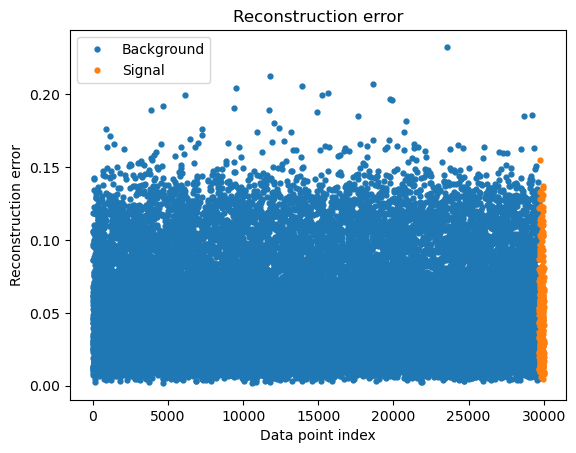 Reconstruction error
Background
Signal
Reconstruction error
0.20
0.15
0.10
0.05
0.00
0 5000 10000 15000 20000 25000 30000
Data point index